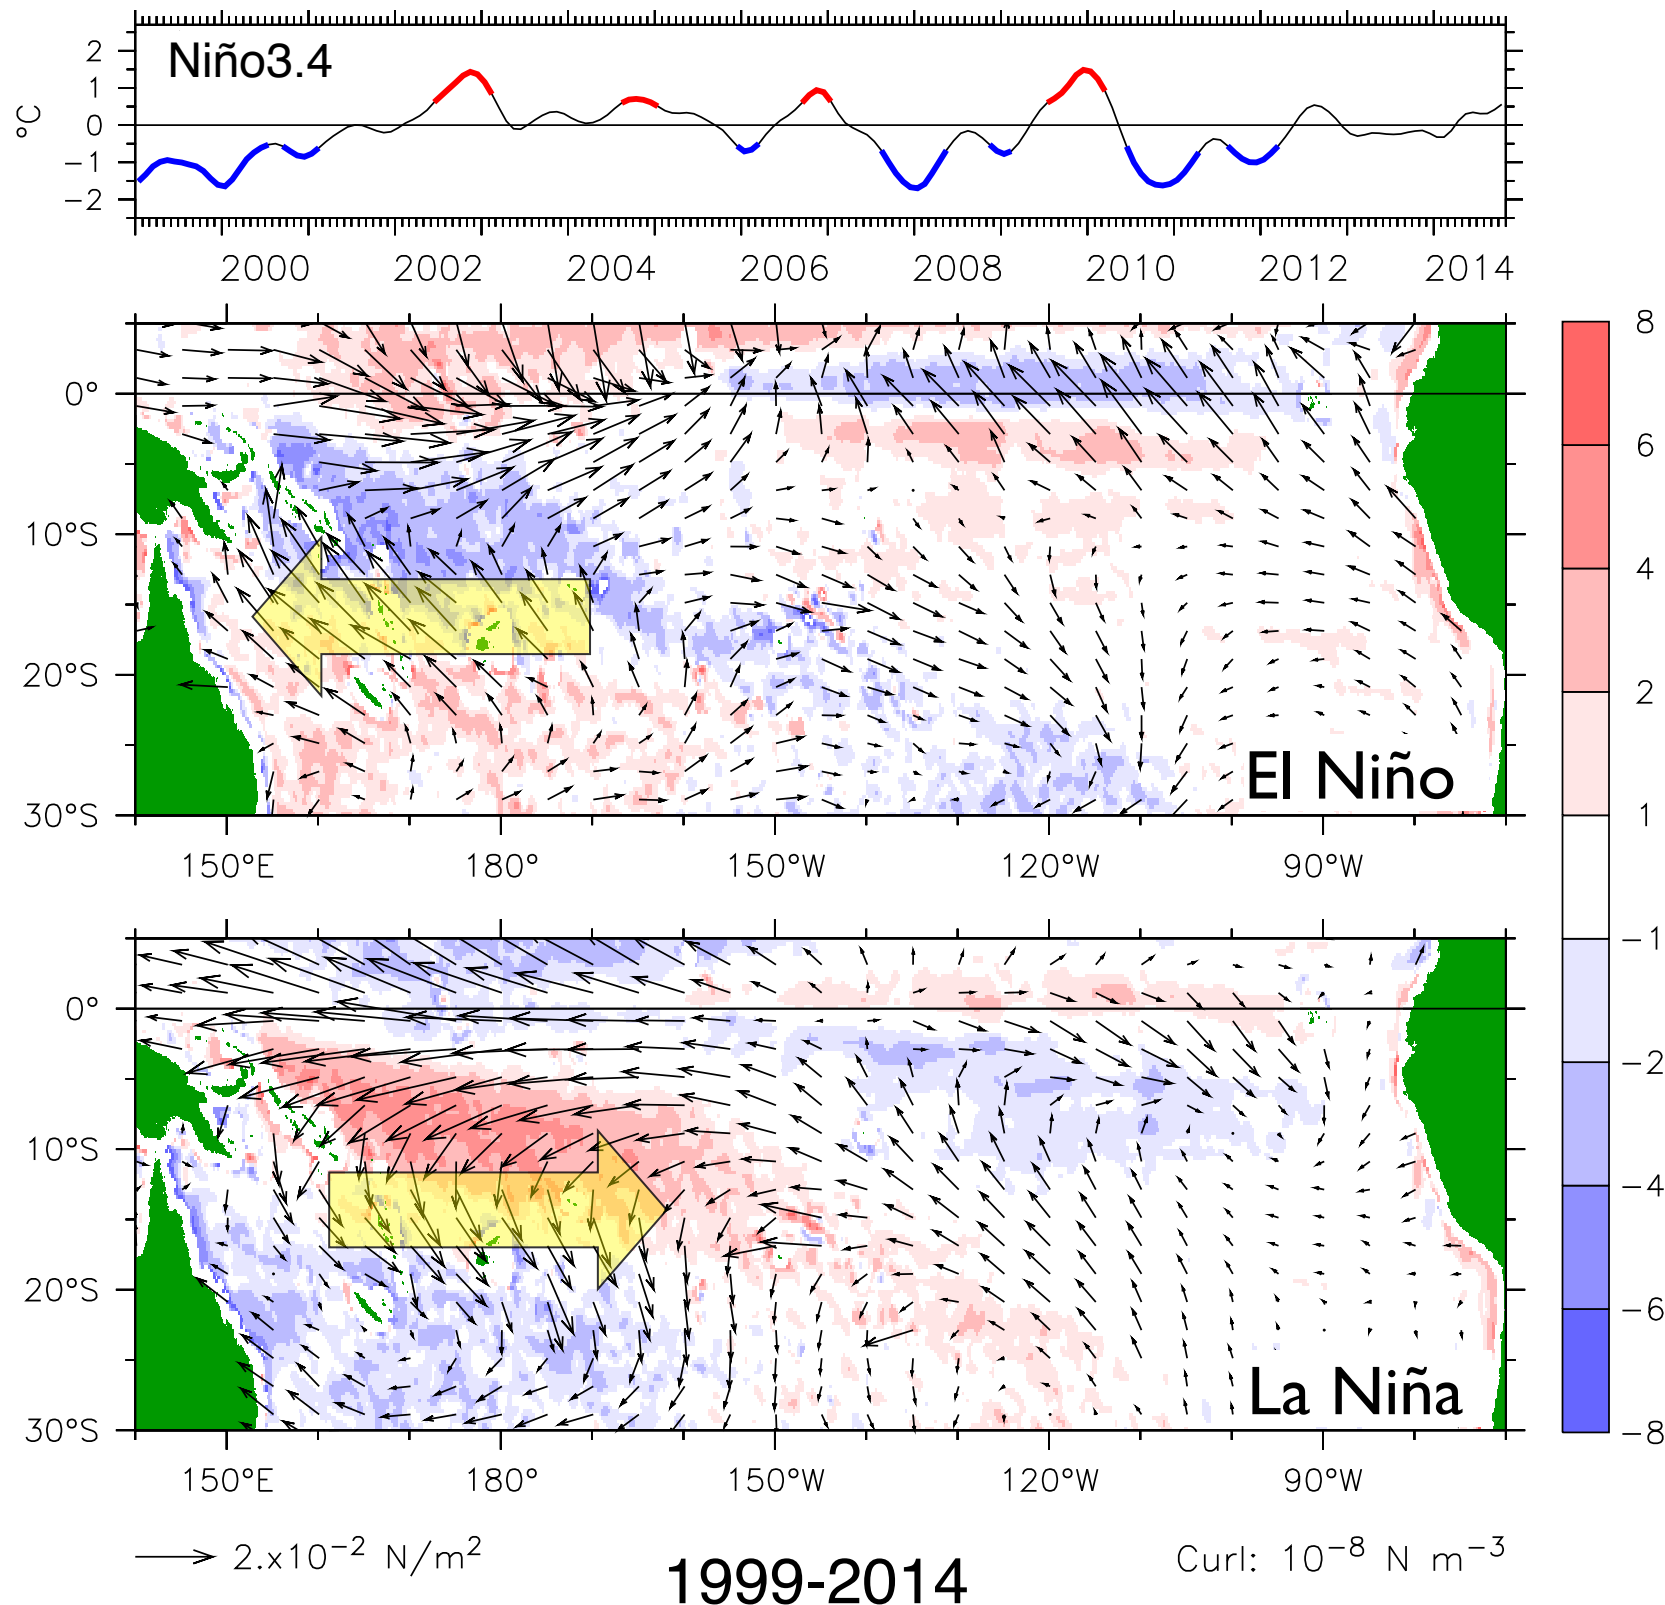 Niño3.4
2
1
0
−1
−2
°C
2000 2002 2004 2006 2008 2010 2012 2014
0°
10°S
20°S
30°S
El Niño
150°E 180° 150°W 120°W 90°W
0°
10°S
20°S
30°S
La Niña
150°E 180° 150°W 120°W 90°W
8
6
4
2
1
−1
−2
−4
−6
−8
2.x10⁻² N/m²
1999-2014
Curl: 10⁻⁸ N m⁻³